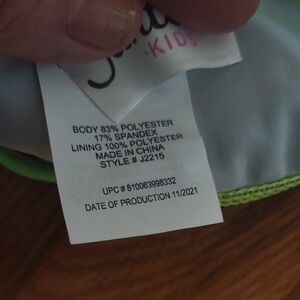 KIDS
BODY 83% POLYESTER
17% SPANDEX
LINING 100% POLYESTER
MADE IN CHINA
STYLE # J2215
UPC # 810063998332
DATE OF PRODUCTION 11/2021